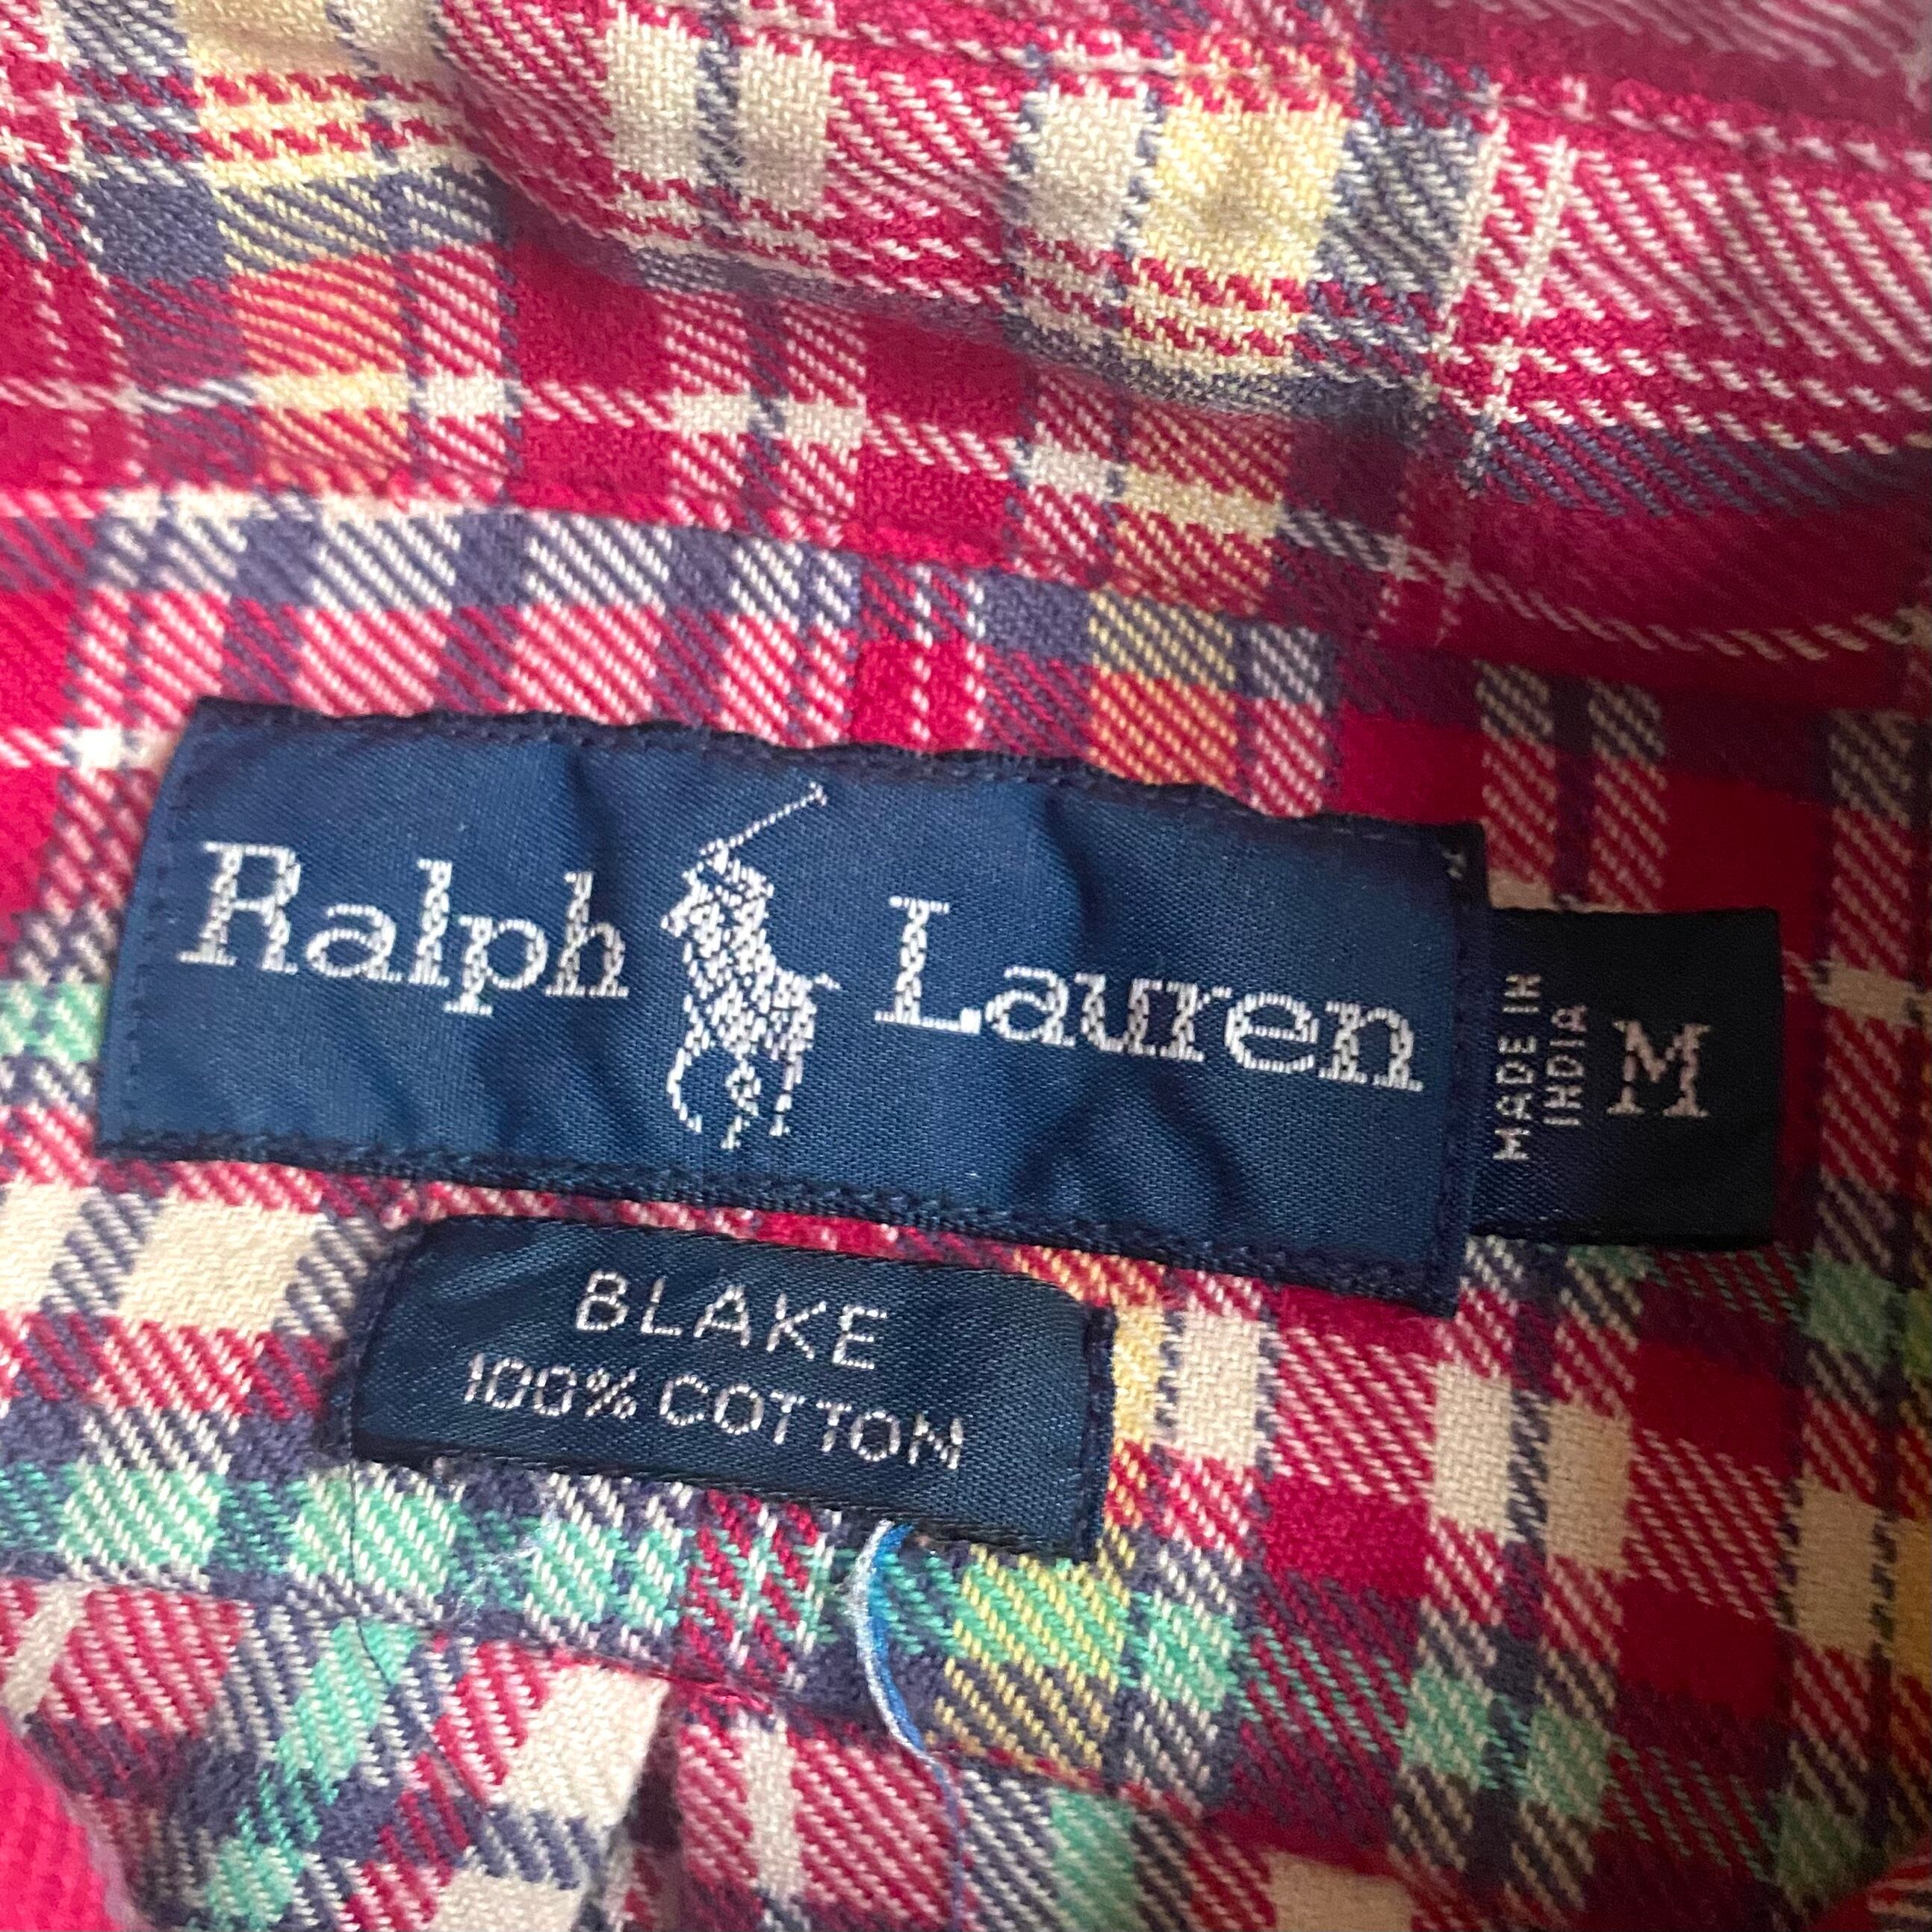 Ralph Lauren
MADE IN
INDIA
M
BLAKE
100% COTTON